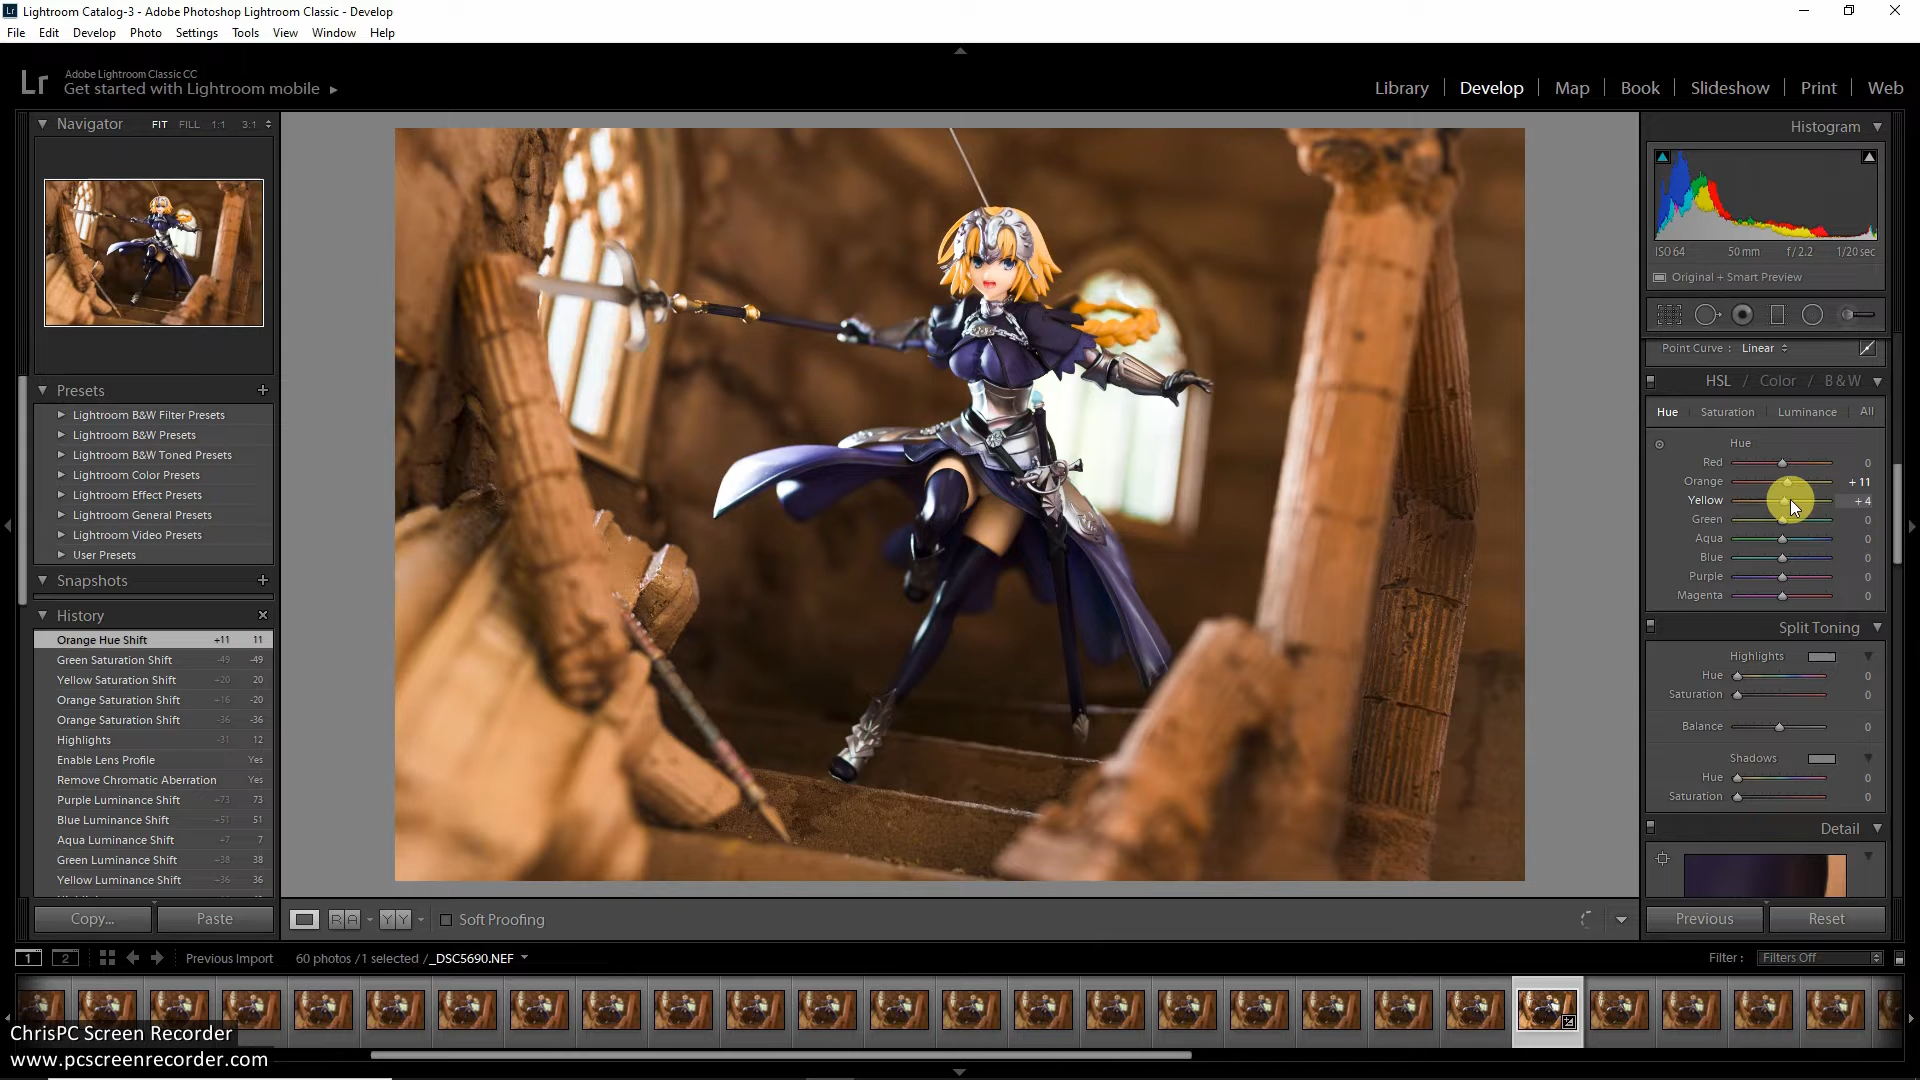 Lightroom Catalog-3 - Adobe Photoshop Lightroom Classic - Develop
File Edit Develop Photo Settings Tools View Window Help
Lr Adobe Lightroom Classic CC
Get started with Lightroom mobile
Library Develop Map Book Slideshow Print Web
Navigator FIT FILL 1:1 3:1
Presets
Lightroom B&W Filter Presets
Lightroom B&W Presets
Lightroom B&W Toned Presets
Lightroom Color Presets
Lightroom Effect Presets
Lightroom General Presets
Lightroom Video Presets
User Presets
Snapshots
History
Orange Hue Shift +11 11
Green Saturation Shift -49 -49
Yellow Saturation Shift +20 20
Orange Saturation Shift +16 -20
Orange Saturation Shift -36 -36
Highlights -31 12
Enable Lens Profile Yes
Remove Chromatic Aberration Yes
Purple Luminance Shift +73 73
Blue Luminance Shift +51 51
Aqua Luminance Shift +7 7
Green Luminance Shift +38 38
Yellow Luminance Shift +36 36
Copy... Paste
Histogram
ISO 64 50 mm f / 2.2 1/20 sec
Original + Smart Preview
Point Curve : Linear
HSL / Color / B & W
Hue Saturation Luminance All
Hue
Red 0
Orange + 11
Yellow + 4
Green 0
Aqua 0
Blue 0
Purple 0
Magenta 0
Split Toning
Highlights
Hue 0
Saturation 0
Balance 0
Shadows
Hue 0
Saturation 0
Detail
Previous Reset
R A Y Y Soft Proofing
1 2 Previous Import 60 photos / 1 selected / _DSC5690.NEF Filter : Filters Off
ChrisPC Screen Recorder
www.pcscreenrecorder.com